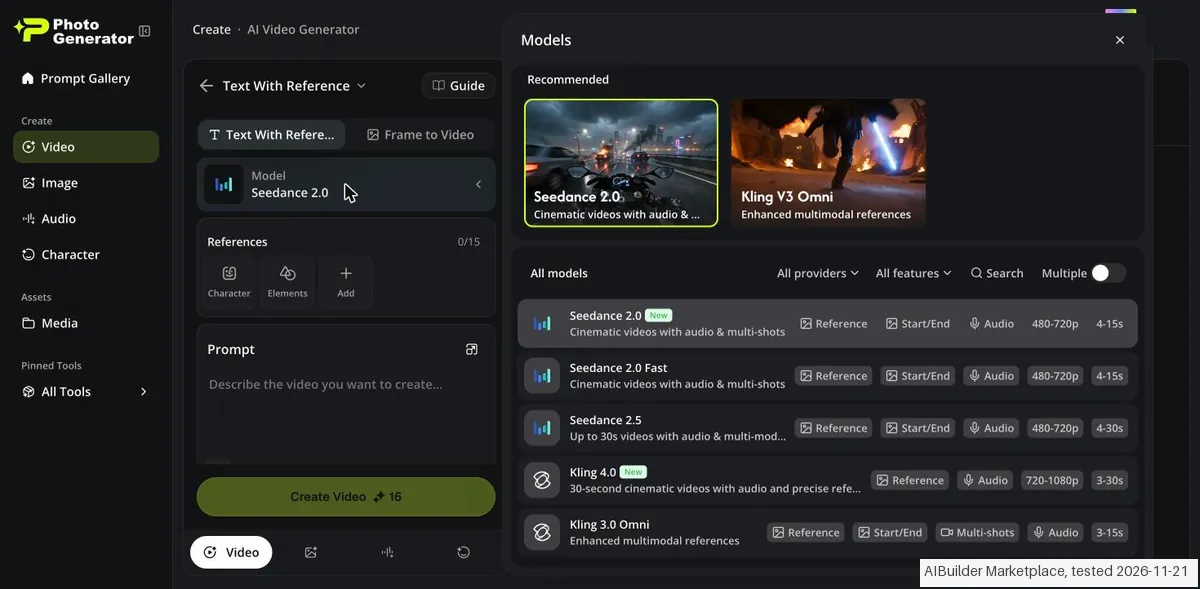 Photo
Generator
Prompt Gallery
Create
Video
Image
Audio
Character
Assets
Media
Pinned Tools
All Tools
Create · AI Video Generator
Text With Reference
Guide
Text With Refere...
Frame to Video
Model
Seedance 2.0
References 0/15
Character Elements Add
Prompt
Describe the video you want to create...
Create Video 16
Video
Models
Recommended
Seedance 2.0
Cinematic videos with audio & ...
Kling V3 Omni
Enhanced multimodal references
All models All providers All features Search Multiple
Seedance 2.0 New
Cinematic videos with audio & multi-shots
Reference Start/End Audio 480-720p 4-15s
Seedance 2.0 Fast
Cinematic videos with audio & multi-shots
Reference Start/End Audio 480-720p 4-15s
Seedance 2.5
Up to 30s videos with audio & multi-mod...
Reference Start/End Audio 480-720p 4-30s
Kling 4.0 New
30-second cinematic videos with audio and precise refe...
Reference Audio 720-1080p 3-30s
Kling 3.0 Omni
Enhanced multimodal references
Reference Start/End Multi-shots Audio 3-15s
AIBuilder Marketplace, tested 2026-11-21